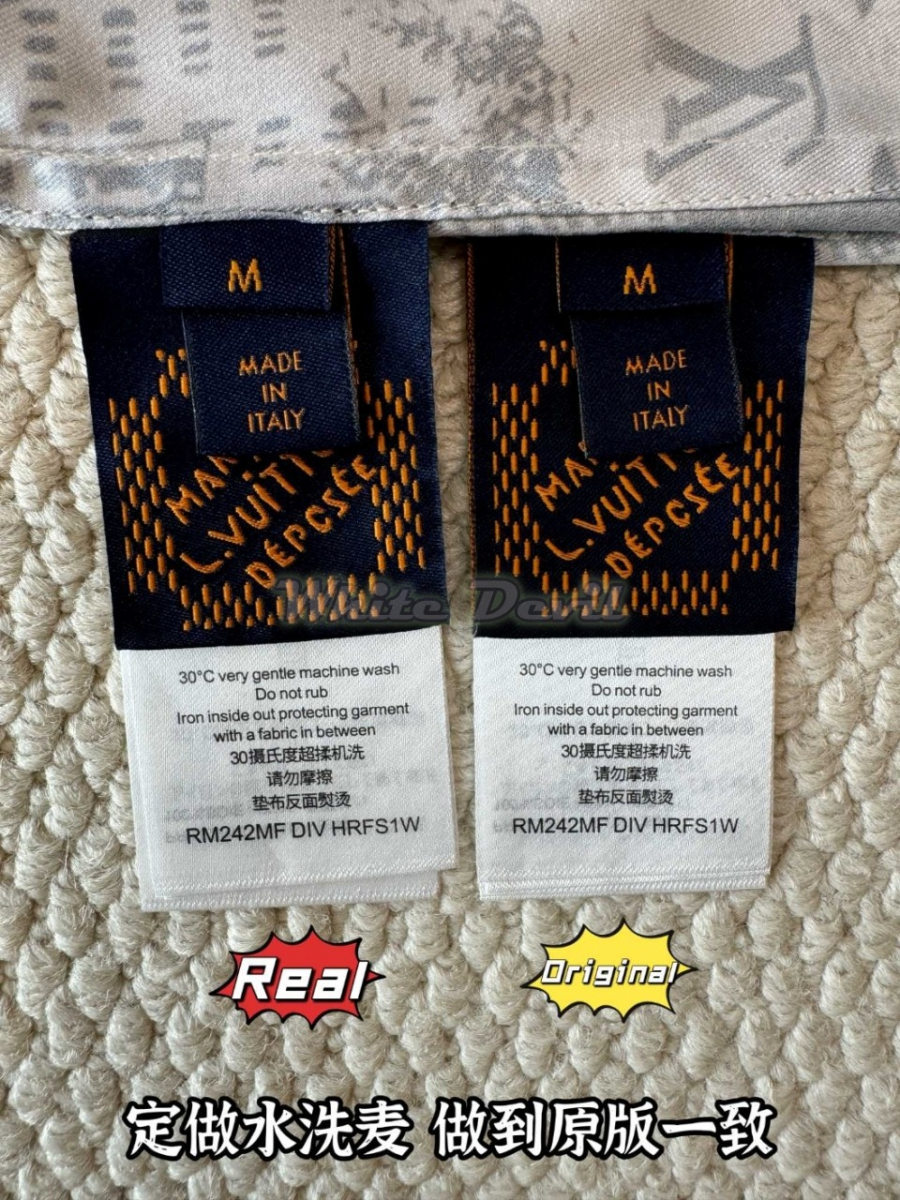 M
MADE
IN
ITALY
L.VUITT
DÉPOSÉE
30°C very gentle machine wash
Do not rub
Iron inside out protecting garment
with a fabric in between
30摄氏度超揉机洗
请勿摩擦
垫布反面熨烫
RM242MF DIV HRFS1W
M
MADE
IN
ITALY
L.VUITT
DÉPOSÉE
30°C very gentle machine wash
Do not rub
Iron inside out protecting garment
with a fabric in between
30摄氏度超揉机洗
请勿摩擦
垫布反面熨烫
RM242MF DIV HRFS1W
White Devil
Real
Original
定做水洗麦 做到原版一致